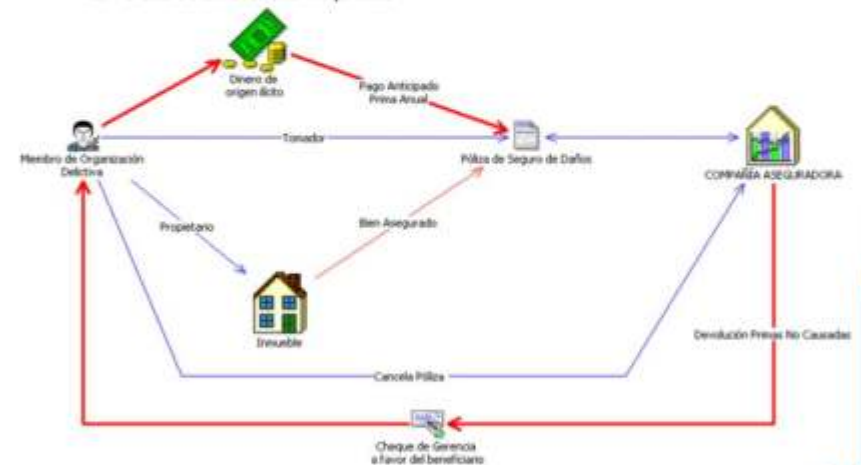 Dinero de
origen ilícito
Pago Anticipado
Prima Anual
Tomador
Miembro de Organización
Delictiva
Póliza de Seguro de Daños
COMPAÑÍA ASEGURADORA
Propietario
Bien Asegurado
Inmueble
Devolución Primas No Causadas
Cancela Póliza
Cheque de Gerencia
a favor del beneficiario